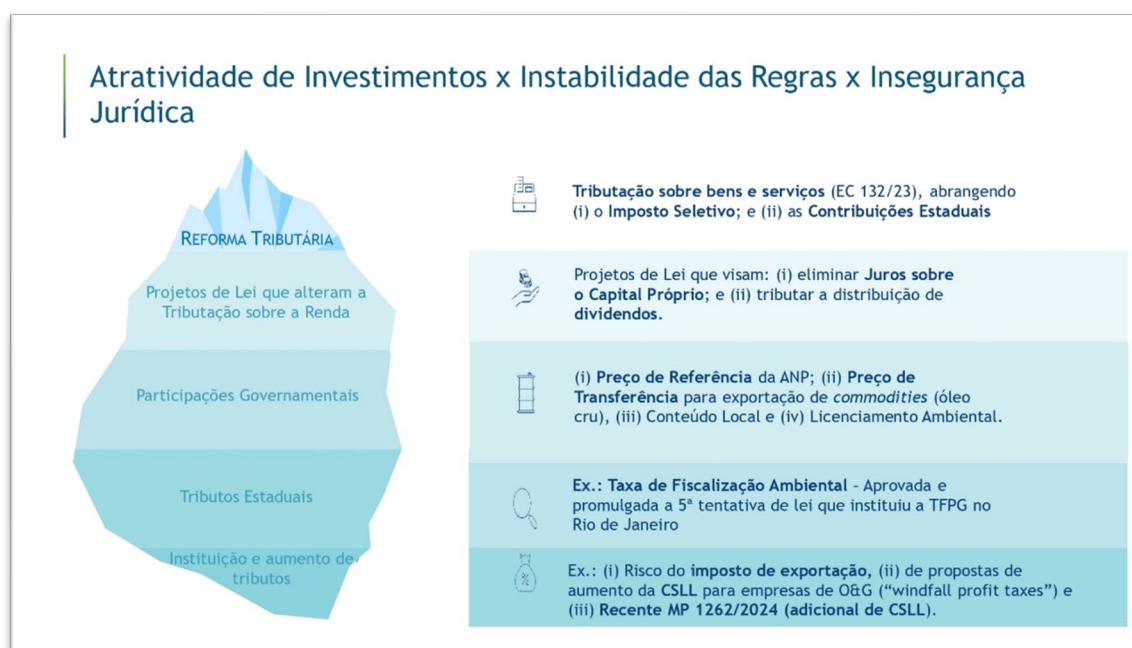 Atratividade de Investimentos x Instabilidade das Regras x Insegurança
Jurídica
REFORMA TRIBUTÁRIA
Tributação sobre bens e serviços (EC 132/23), abrangendo
(i) o Imposto Seletivo; e (ii) as Contribuições Estaduais
Projetos de Lei que alteram a
Tributação sobre a Renda
Projetos de Lei que visam: (i) eliminar Juros sobre
o Capital Próprio; e (ii) tributar a distribuição de
dividendos.
Participações Governamentais
(i) Preço de Referência da ANP; (ii) Preço de
Transferência para exportação de commodities (óleo
cru), (iii) Conteúdo Local e (iv) Licenciamento Ambiental.
Tributos Estaduais
Ex.: Taxa de Fiscalização Ambiental – Aprovada e
promulgada a 5ª tentativa de lei que instituiu a TFPG no
Rio de Janeiro
Instituição e aumento de
tributos
Ex.: (i) Risco do imposto de exportação, (ii) de propostas de
aumento da CSLL para empresas de O&G (“windfall profit taxes”) e
(iii) Recente MP 1262/2024 (adicional de CSLL).
%